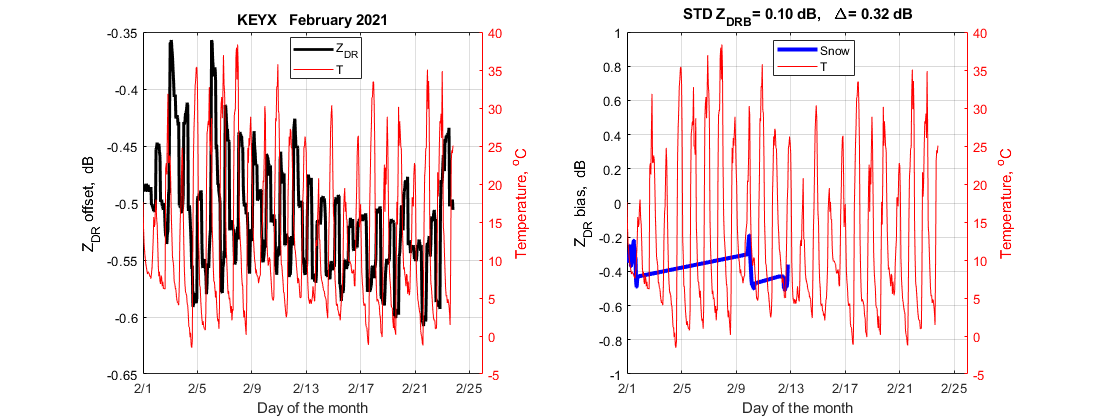 KEYX   February 2021
-0.35
-0.4
-0.45
-0.5
-0.55
-0.6
-0.65
Z_DR offset,  dB
Z_DR
T
40
35
30
25
20
15
10
5
0
-5
Temperature, °C
2/1 2/5 2/9 2/13 2/17 2/21 2/25
Day of the month
STD Z_DRB= 0.10 dB,   Δ= 0.32 dB
1
0.8
0.6
0.4
0.2
0
-0.2
-0.4
-0.6
-0.8
-1
Z_DR bias,  dB
Snow
T
40
35
30
25
20
15
10
5
0
-5
Temperature, °C
2/1 2/5 2/9 2/13 2/17 2/21 2/25
Day of the month